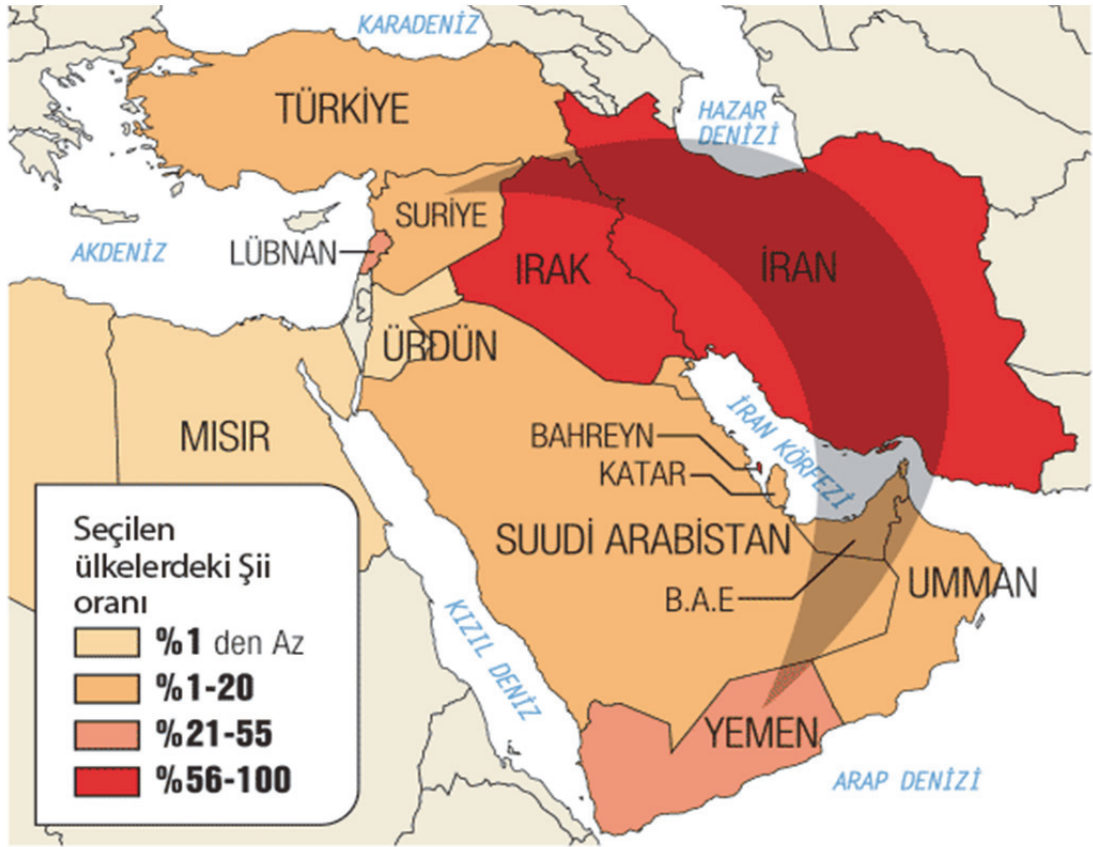 KARADENİZ
TÜRKİYE
HAZAR
DENİZİ
SURİYE
AKDENİZ
LÜBNAN
IRAK
İRAN
ÜRDÜN
MISIR
BAHREYN
KATAR
İRAN KÖRFEZİ
SUUDİ ARABİSTAN
B.A.E
UMMAN
KIZIL DENİZ
YEMEN
ARAP DENİZİ
Seçilen
ülkelerdeki Şii
oranı
%1 den Az
%1-20
%21-55
%56-100